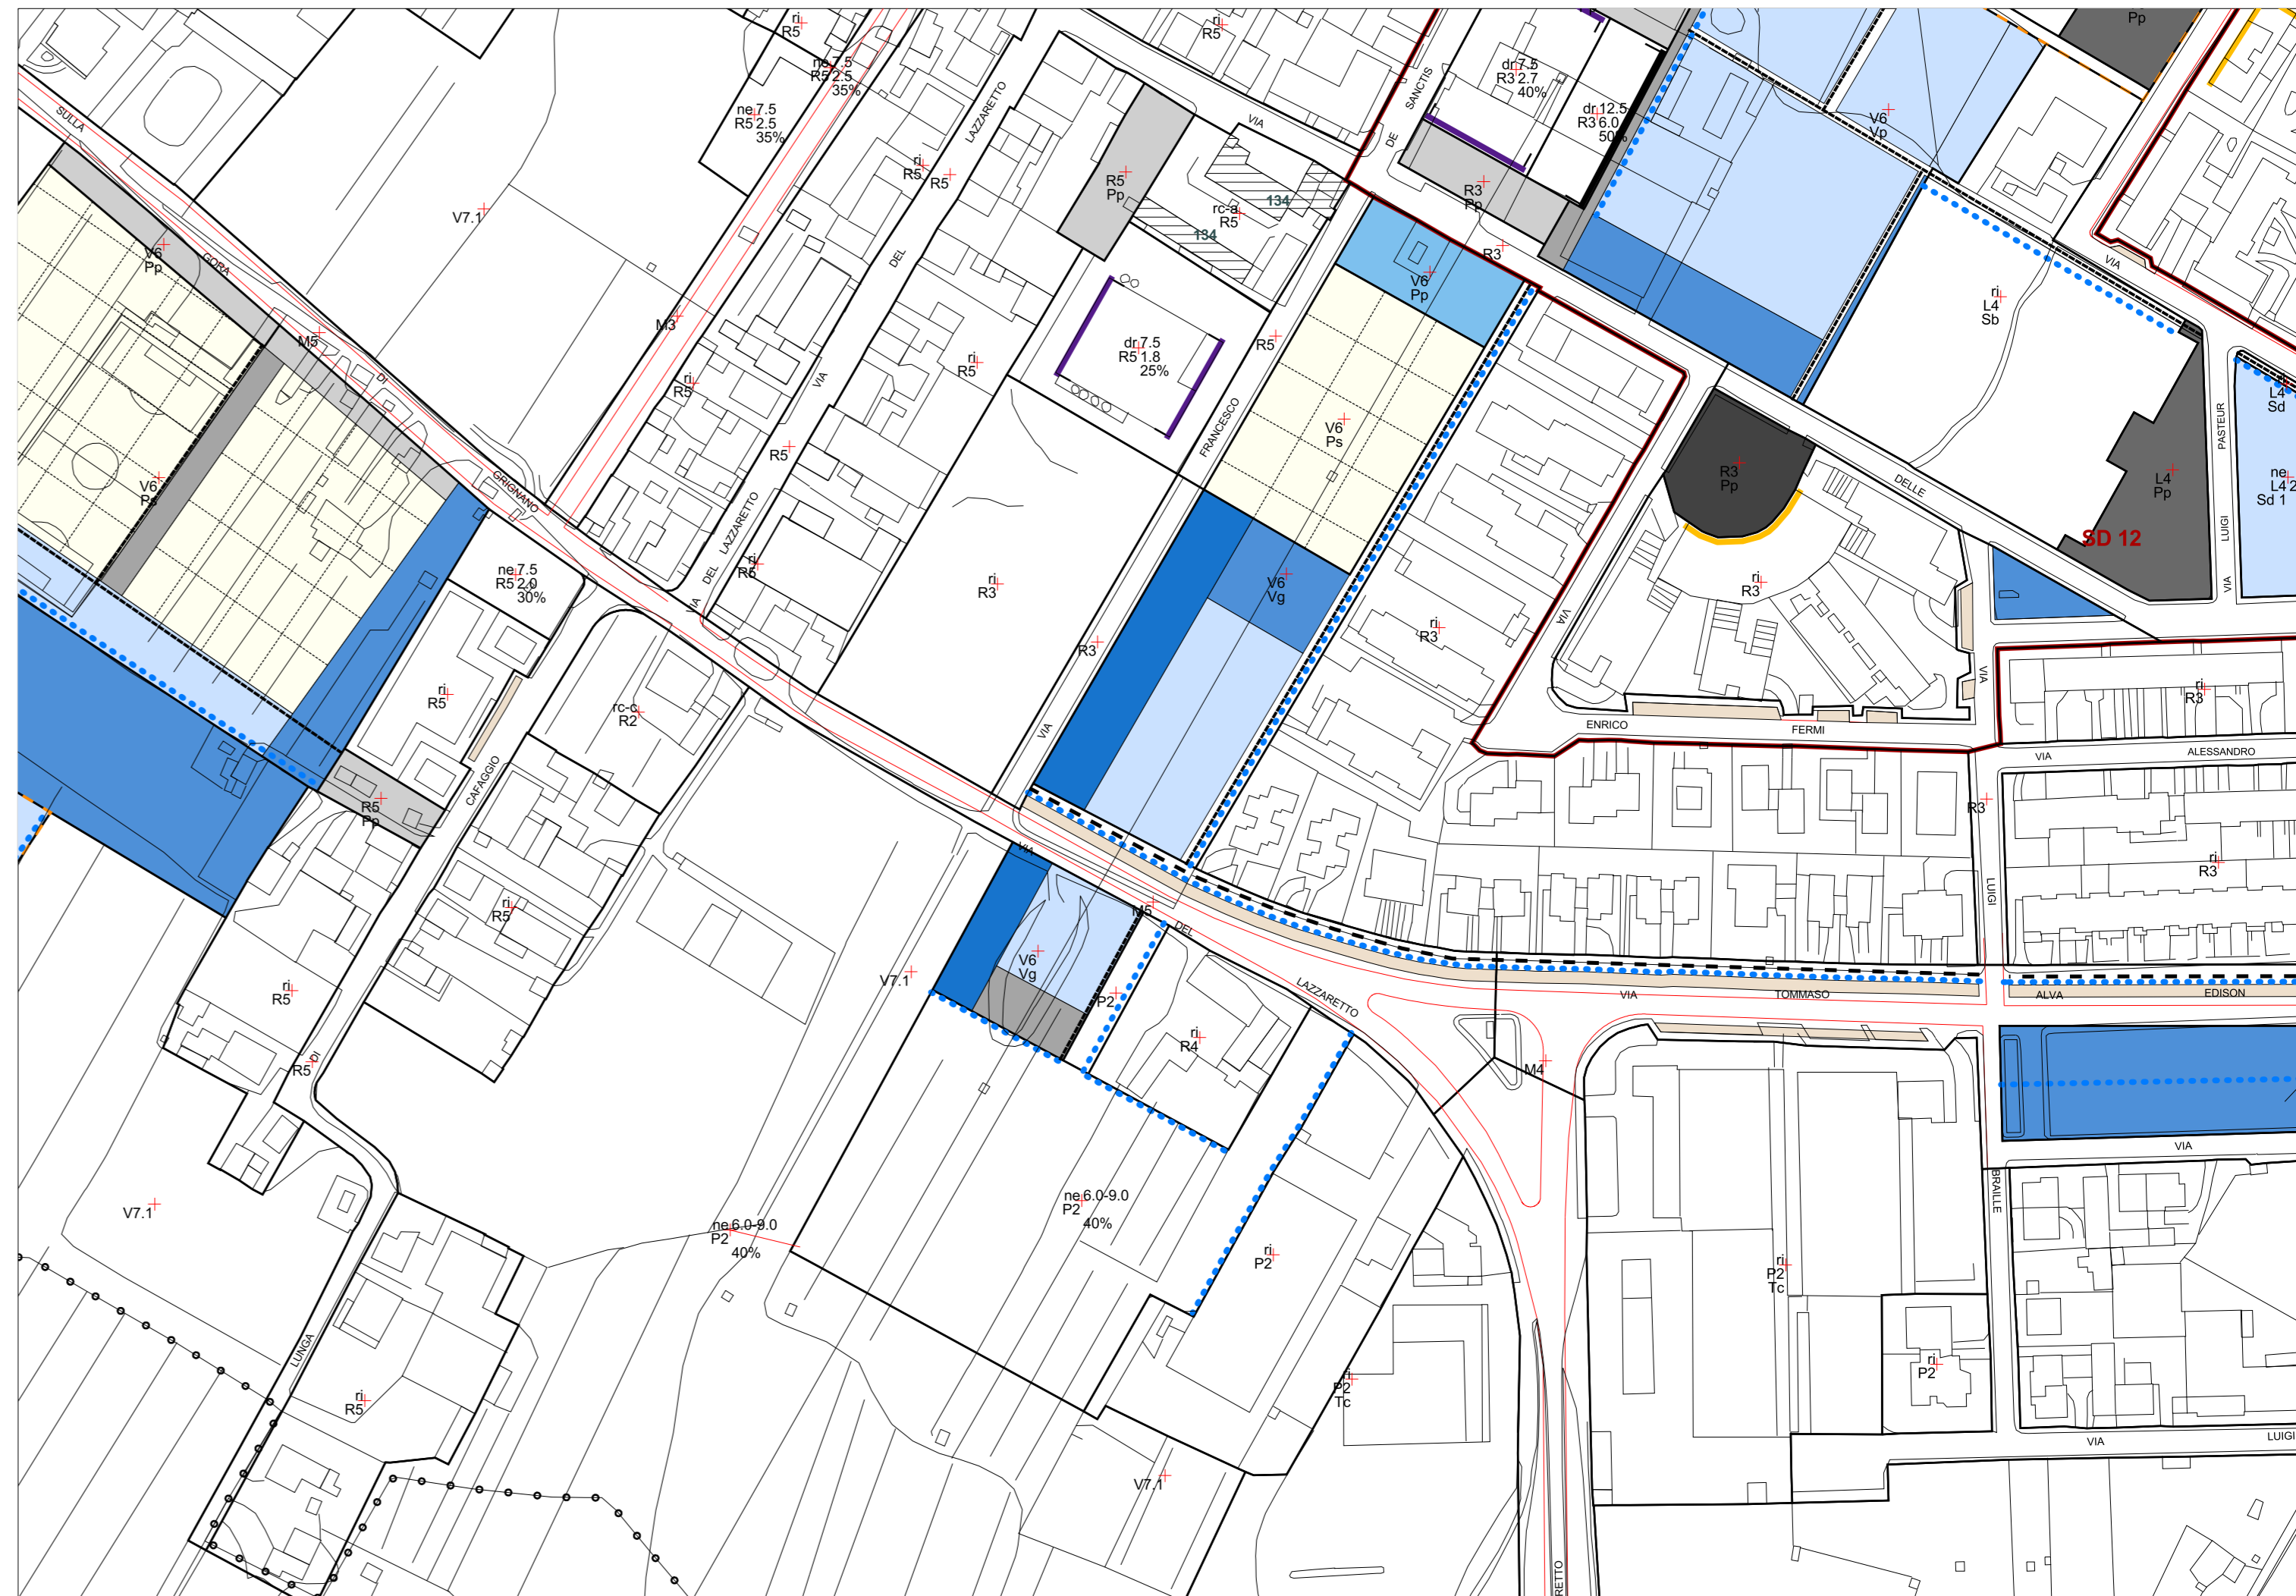 ri
R5
ri
R5
Pp
ne 7.5
R5 2.5
35%
ne 7.5
R5 2.5
35%
dr 7.5
R3 2.7
40%
dr 12.5
R3 6.0
50%
V6
Vp
SULLA
LAZZARETTO
VIA
DE
SANCTIS
ri
R5
R5
R5
Pp
R3
Pp
rc-a
R5
134
134
V7.1
V6
Pp
GORA
DEL
R3
V6
Pp
VIA
ri
L4
Sb
M5
M3
DI
VIA
ri
R5
ri
R5
dr 7.5
R5 1.8
25%
R5
FRANCESCO
V6
Ps
L4
Sd
PASTEUR
R5
GRIGNANO
LAZZARETTO
V6
Ps
R3
Pp
DELLE
L4
Pp
ne
L4 2
Sd 1
SD 12
LUIGI
VIA
ne 7.5
R5 2.0
30%
ri
R5
DEL
VIA
ri
R3
V6
Vg
ri
R3
ri
R3
VIA
R3
ri
R5
rc-c
R2
VIA
VIA
ri
R3
ENRICO
FERMI
VIA
ALESSANDRO
CAFAGGIO
R5
Pp
R3
ri
R3
VIA
LUIGI
ri
R5
M5
DEL
V6
Vg
V7.1
P2
LAZZARETTO
VIA
TOMMASO
ALVA
EDISON
ri
R5
ri
R4
DI
R5
M4
VIA
BRAILLE
V7.1
ne 6.0-9.0
P2
40%
ne 6.0-9.0
P2
40%
ri
P2
ri
P2
Tc
LUNGA
ri
R5
ri
P2
Tc
ri
P2
VIA
LUIGI
V7.1
RETTO